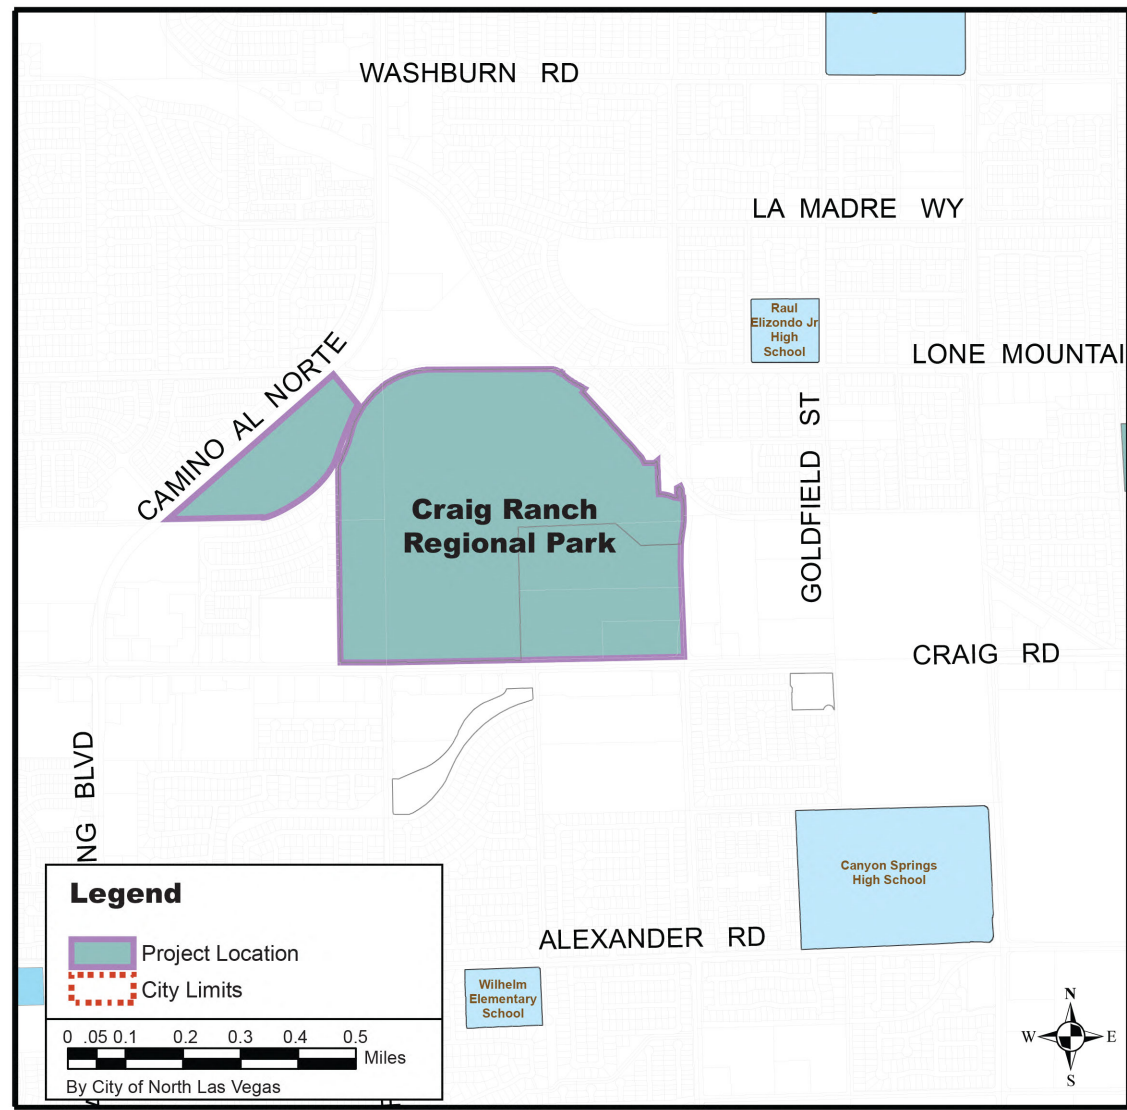 WASHBURN RD
LA MADRE WY
Raul
Elizondo Jr
High
School
LONE MOUNTAI
CAMINO AL NORTE
GOLDFIELD ST
Craig Ranch
Regional Park
CRAIG RD
NG BLVD
Canyon Springs
High School
ALEXANDER RD
Wilhelm
Elementary
School
Legend
Project Location
City Limits
0 .05 0.1 0.2 0.3 0.4 0.5
Miles
By City of North Las Vegas
N
W E
S